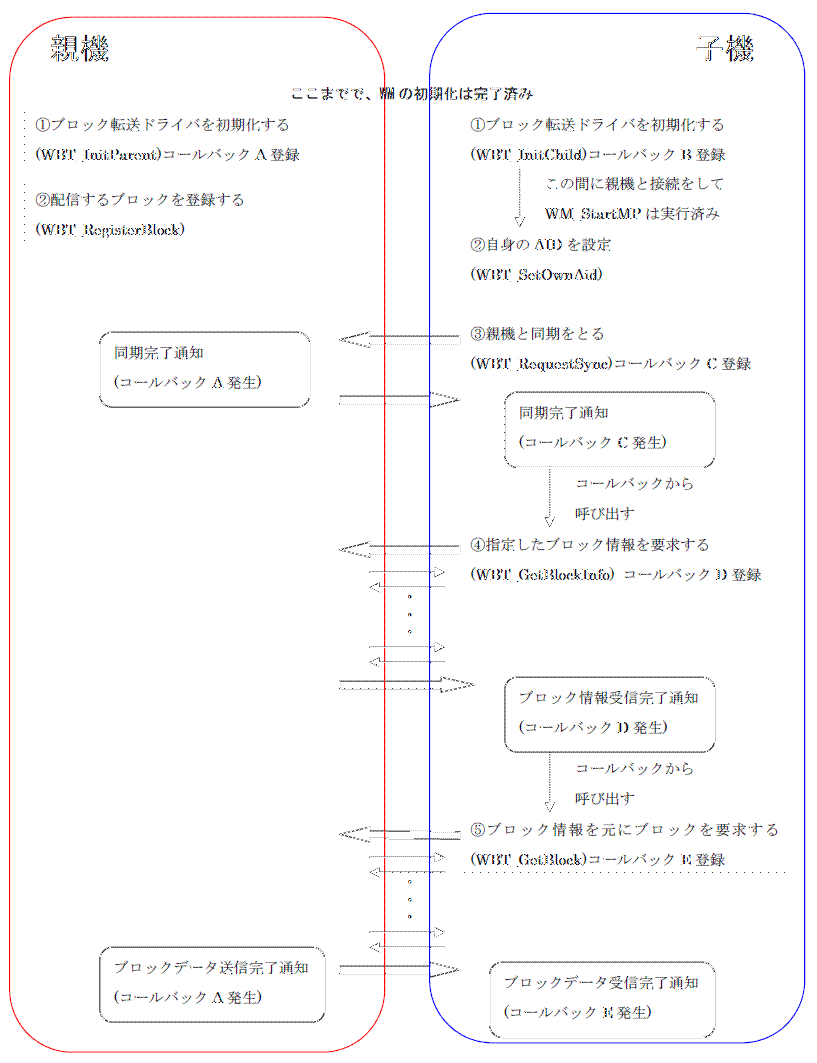 親機
子機
ここまでで、WMの初期化は完了済み
①ブロック転送ドライバを初期化する
(WBT_InitParent)コールバック A 登録
②配信するブロックを登録する
(WBT_RegisterBlock)
①ブロック転送ドライバを初期化する
(WBT_InitChild)コールバック B 登録
この間に親機と接続をして
WM_StartMP は実行済み
②自身の AID を設定
(WBT_SetOwnAid)
③親機と同期をとる
(WBT_RequestSync)コールバック C 登録
同期完了通知
(コールバック A 発生)
同期完了通知
(コールバック C 発生)
コールバックから
呼び出す
④指定したブロック情報を要求する
(WBT_GetBlockInfo) コールバック D 登録
ブロック情報受信完了通知
(コールバック D 発生)
コールバックから
呼び出す
⑤ブロック情報を元にブロックを要求する
(WBT_GetBlock)コールバック E 登録
ブロックデータ送信完了通知
(コールバック A 発生)
ブロックデータ受信完了通知
(コールバック E 発生)